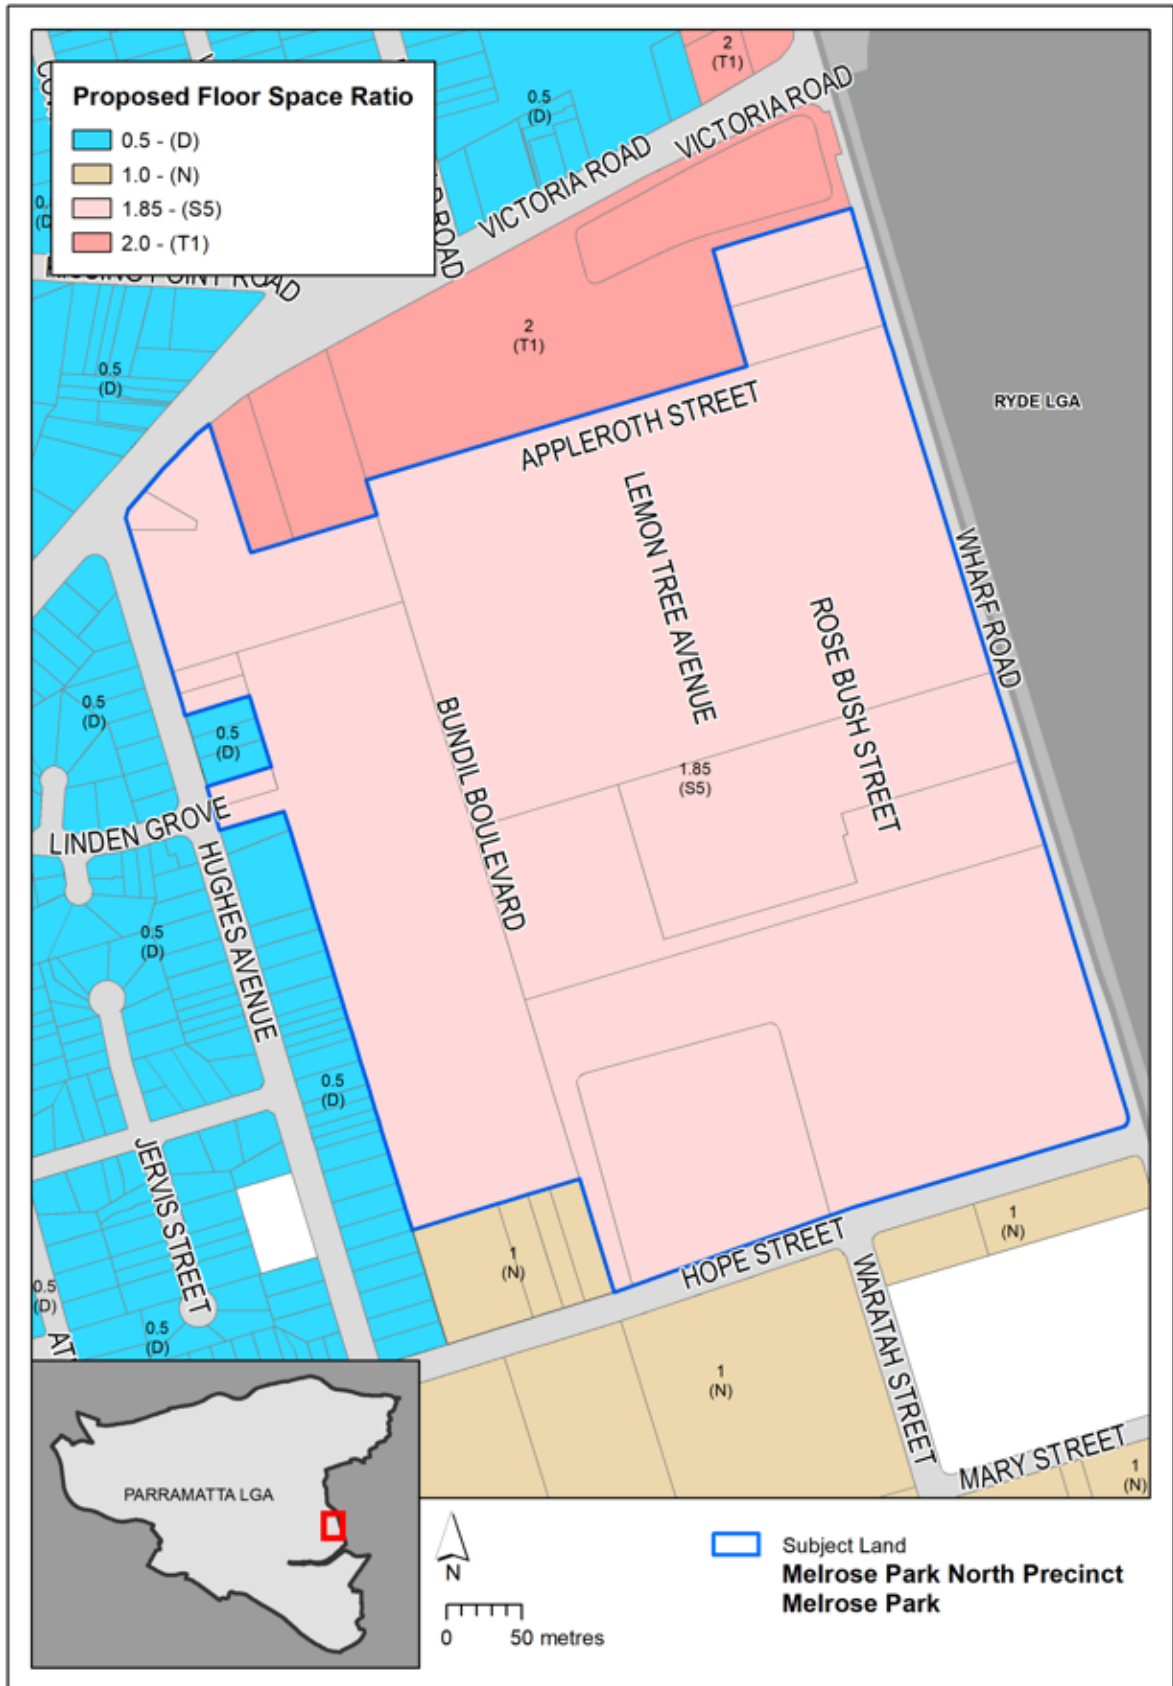 Proposed Floor Space Ratio
0.5 - (D)
1.0 - (N)
1.85 - (S5)
2.0 - (T1)
2
(T1)
0.5
(D)
VICTORIA ROAD
VICTORIA ROAD
ROAD
POINT ROAD
2
(T1)
0.5
(D)
RYDE LGA
APPLEROTH STREET
LEMON TREE AVENUE
WHARF ROAD
ROSE BUSH STREET
0.5
(D)
0.5
(D)
BUNDIL BOULEVARD
1.85
(S5)
LINDEN GROVE
HUGHES AVENUE
0.5
(D)
0.5
(D)
JERVIS STREET
1
(N)
1
(N)
HOPE STREET
WARATAH STREET
0.5
(D)
0.5
(D)
1
(N)
MARY STREET
1
(N)
PARRAMATTA LGA
N
0 50 metres
Subject Land
Melrose Park North Precinct
Melrose Park